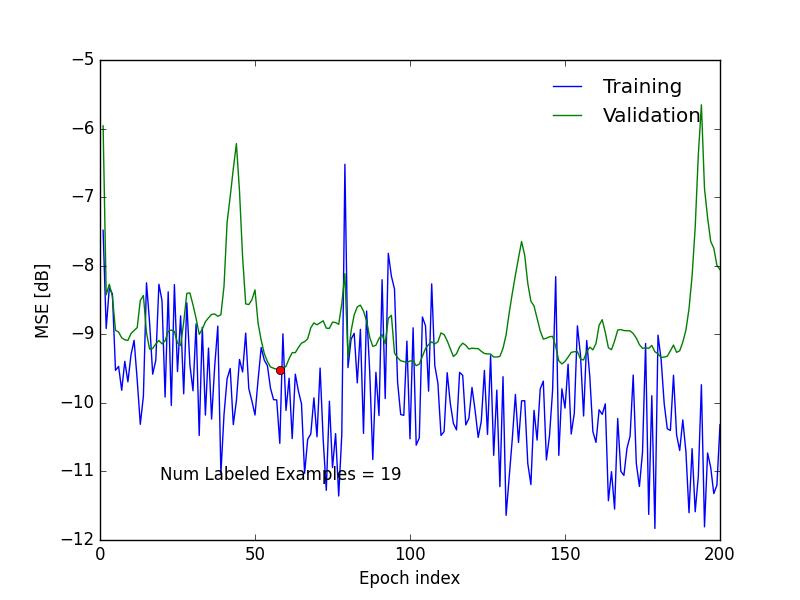 −5
−6
−7
−8
−9
−10
−11
−12
MSE [dB]
Training
Validation
Num Labeled Examples = 19
0 50 100 150 200
Epoch index